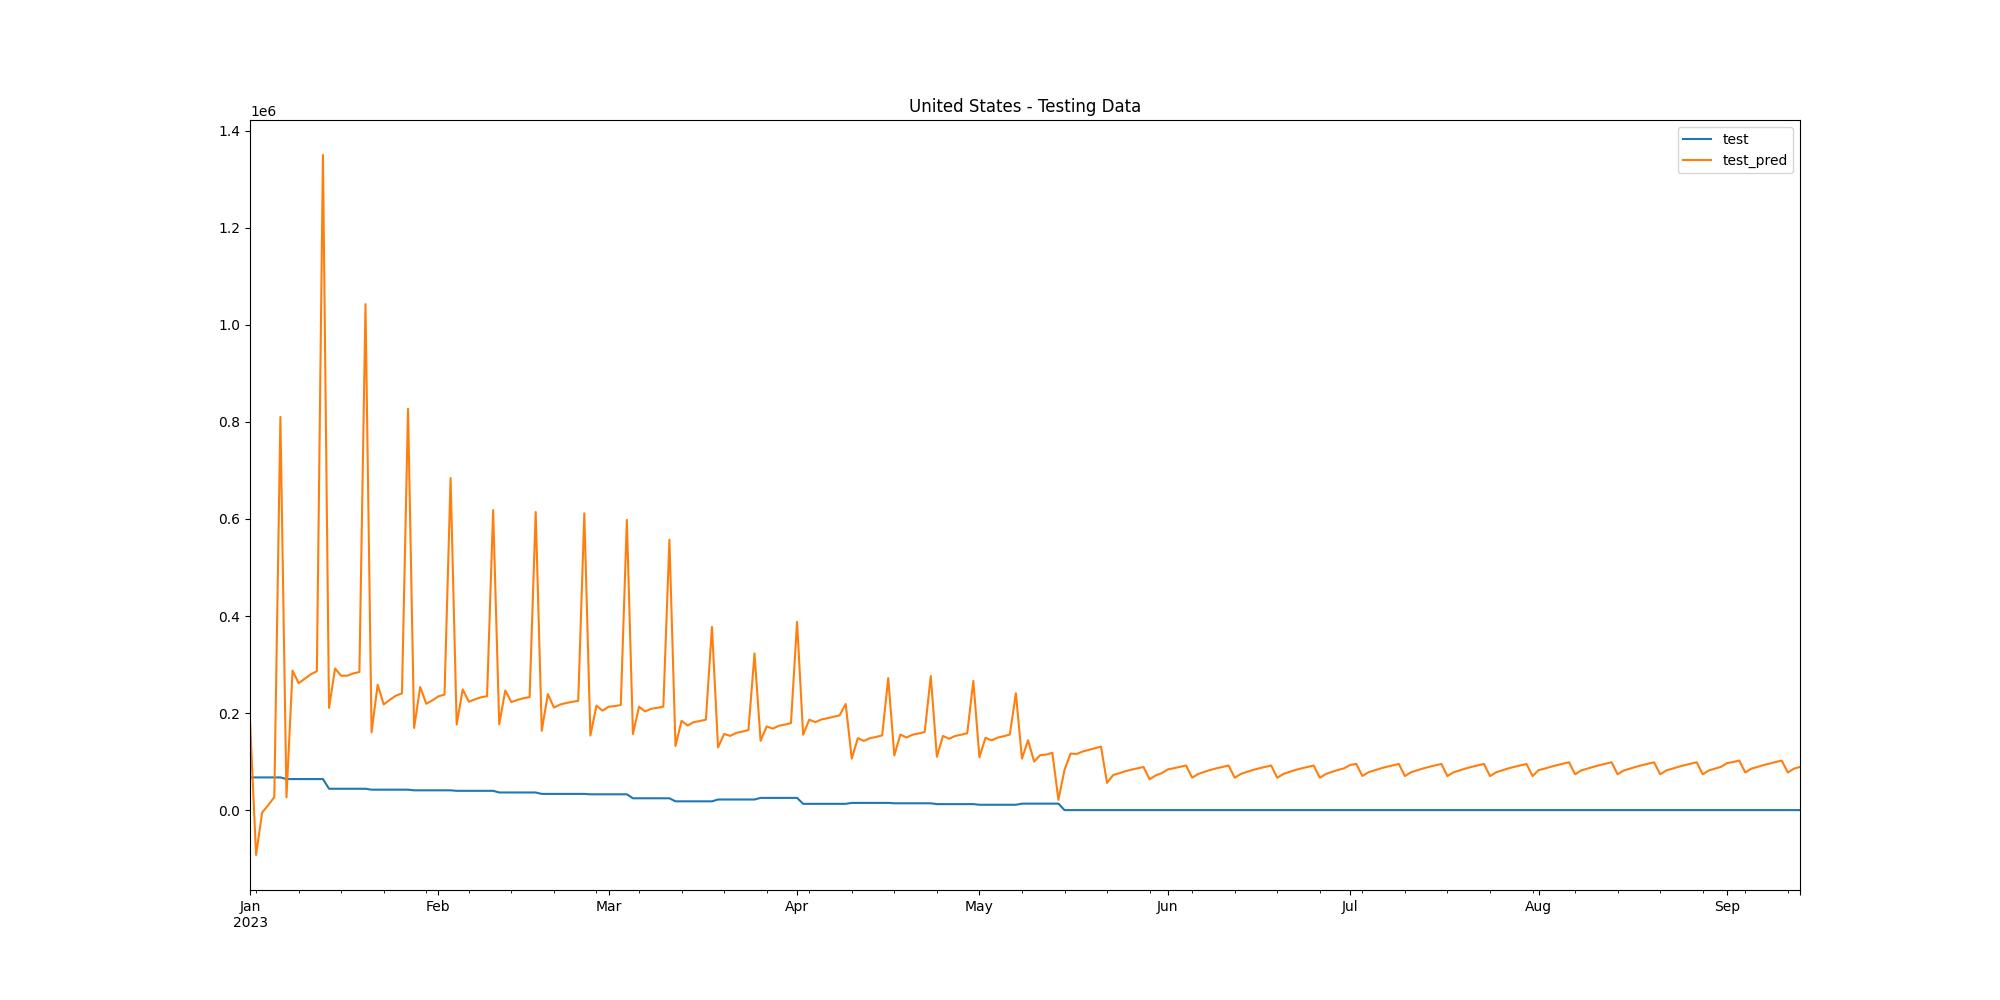 United States - Testing Data
1e6
1.4
1.2
1.0
0.8
0.6
0.4
0.2
0.0
test
test_pred
Jan Feb Mar Apr May Jun Jul Aug Sep
2023